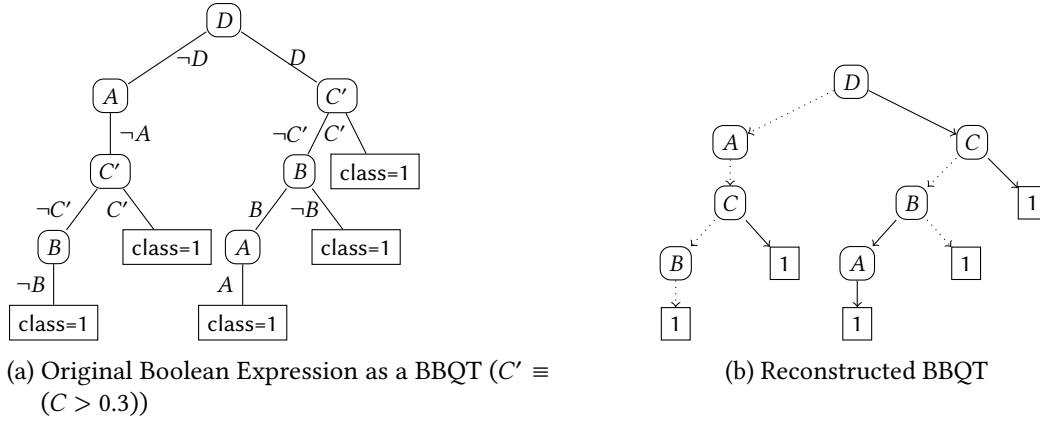 D
¬D D
A C′
¬A ¬C′ C′
C′ B class=1
¬C′ C′ B ¬B
B class=1 A class=1
¬B A
class=1 class=1
(a) Original Boolean Expression as a BBQT (C′ ≡
(C > 0.3))
D
A C
C B 1
B 1 A 1
1 1
(b) Reconstructed BBQT